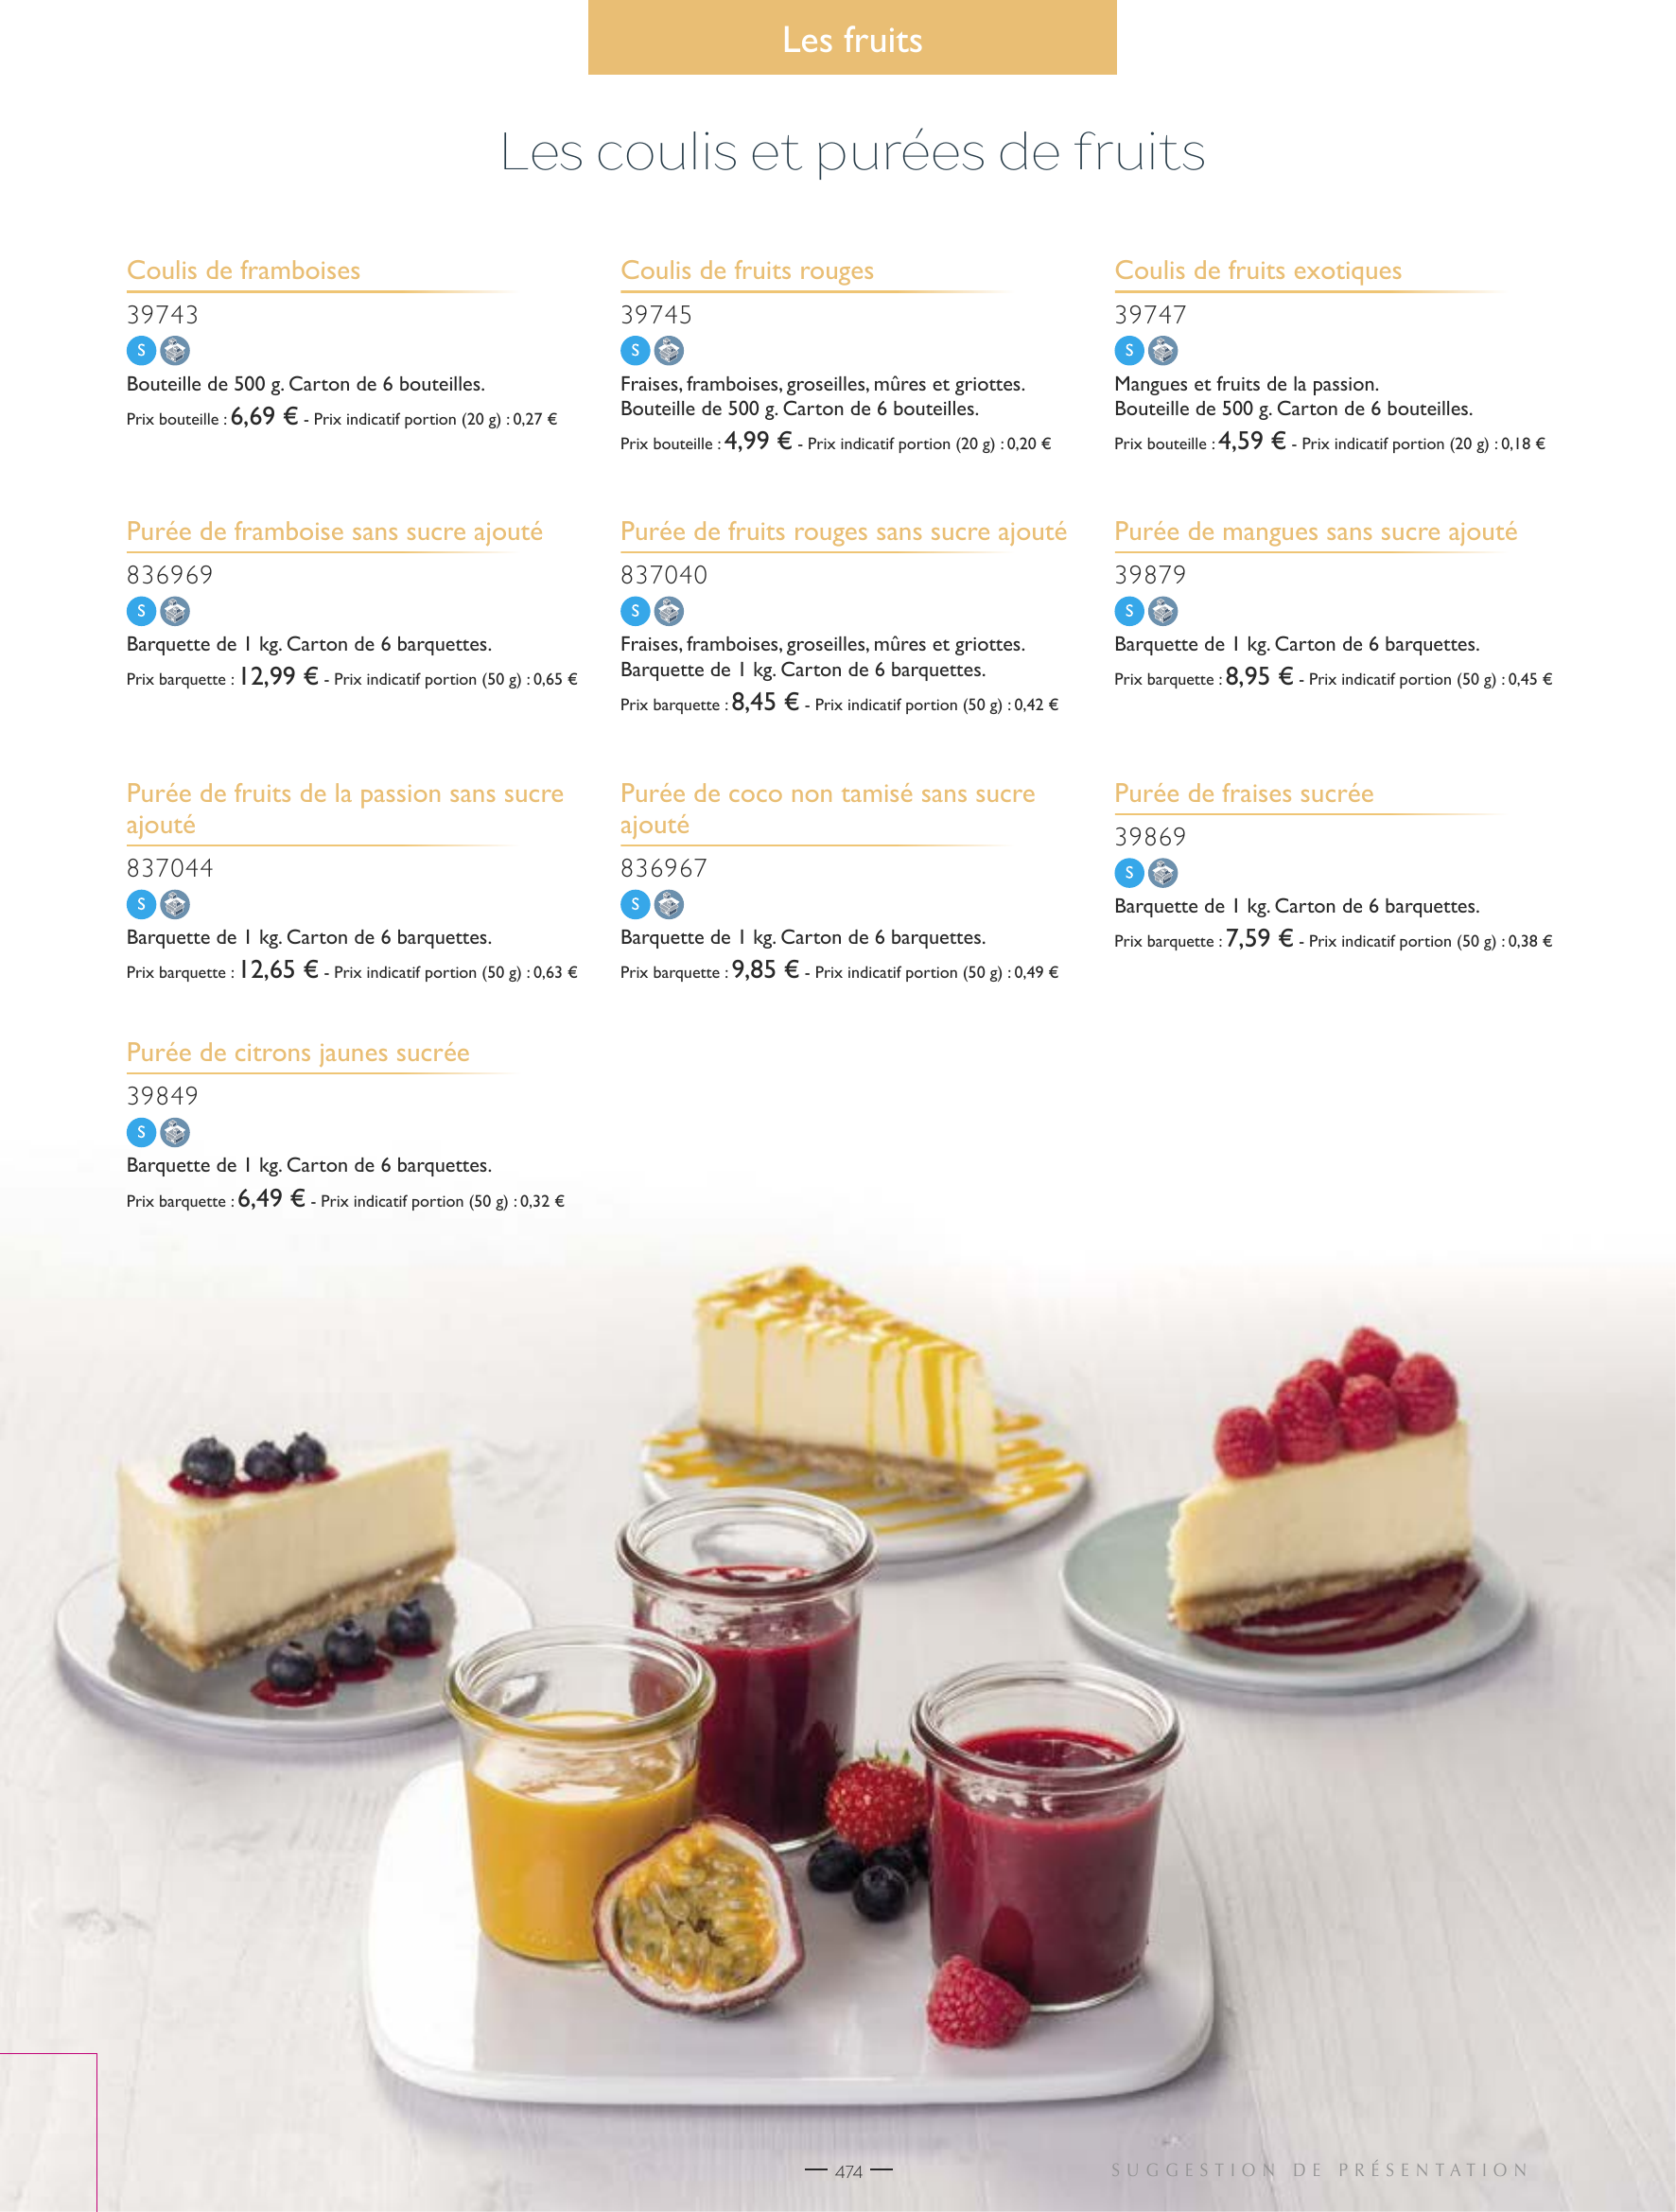 Les fruits
Les coulis et purées de fruits
Coulis de framboises
39743
S
Bouteille de 500 g. Carton de 6 bouteilles.
Prix bouteille : 6,69 € - Prix indicatif portion (20 g) : 0,27 €
Coulis de fruits rouges
39745
S
Fraises, framboises, groseilles, mûres et griottes.
Bouteille de 500 g. Carton de 6 bouteilles.
Prix bouteille : 4,99 € - Prix indicatif portion (20 g) : 0,20 €
Coulis de fruits exotiques
39747
S
Mangues et fruits de la passion.
Bouteille de 500 g. Carton de 6 bouteilles.
Prix bouteille : 4,59 € - Prix indicatif portion (20 g) : 0,18 €
Purée de framboise sans sucre ajouté
836969
S
Barquette de 1 kg. Carton de 6 barquettes.
Prix barquette : 12,99 € - Prix indicatif portion (50 g) : 0,65 €
Purée de fruits rouges sans sucre ajouté
837040
S
Fraises, framboises, groseilles, mûres et griottes.
Barquette de 1 kg. Carton de 6 barquettes.
Prix barquette : 8,45 € - Prix indicatif portion (50 g) : 0,42 €
Purée de mangues sans sucre ajouté
39879
S
Barquette de 1 kg. Carton de 6 barquettes.
Prix barquette : 8,95 € - Prix indicatif portion (50 g) : 0,45 €
Purée de fruits de la passion sans sucre
ajouté
837044
S
Barquette de 1 kg. Carton de 6 barquettes.
Prix barquette : 12,65 € - Prix indicatif portion (50 g) : 0,63 €
Purée de coco non tamisé sans sucre
ajouté
836967
S
Barquette de 1 kg. Carton de 6 barquettes.
Prix barquette : 9,85 € - Prix indicatif portion (50 g) : 0,49 €
Purée de fraises sucrée
39869
S
Barquette de 1 kg. Carton de 6 barquettes.
Prix barquette : 7,59 € - Prix indicatif portion (50 g) : 0,38 €
Purée de citrons jaunes sucrée
39849
S
Barquette de 1 kg. Carton de 6 barquettes.
Prix barquette : 6,49 € - Prix indicatif portion (50 g) : 0,32 €
— 474 —
SUGGESTION DE PRÉSENTATION